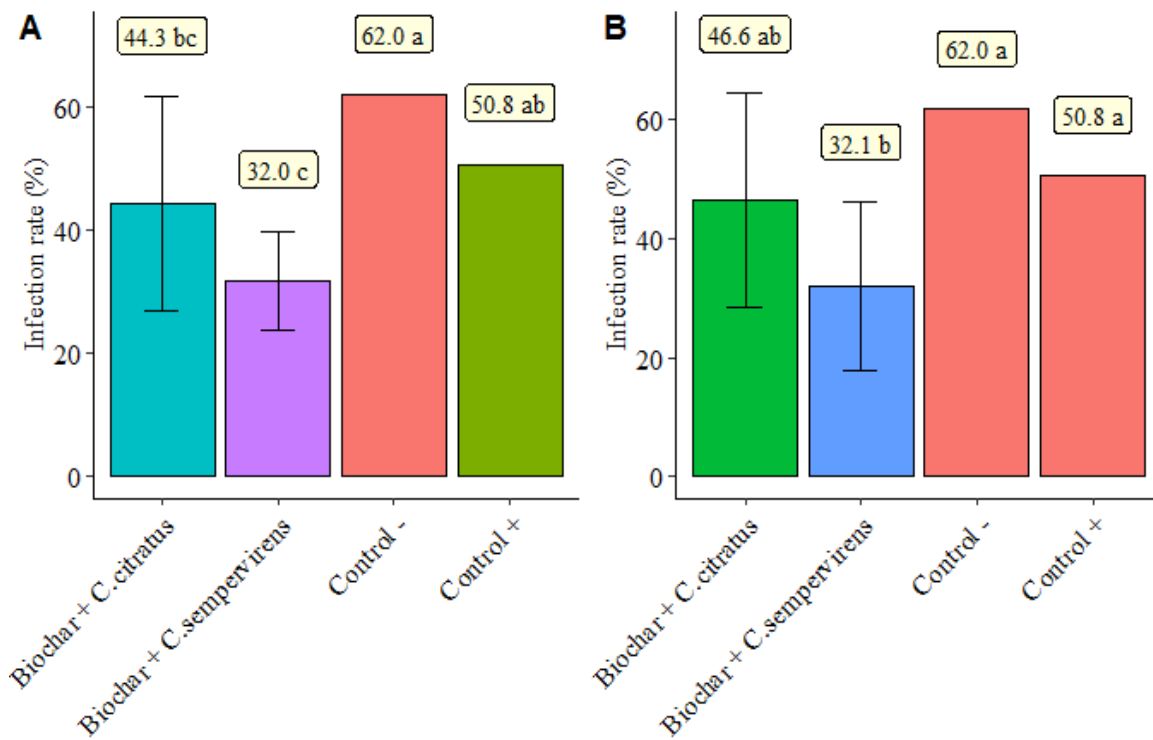 A
44.3 bc
32.0 c
62.0 a
50.8 ab
Infection rate (%)
60
40
20
0
Biochar + C.citratus
Biochar + C.sempervirens
Control -
Control +
B
46.6 ab
32.1 b
62.0 a
50.8 a
Infection rate (%)
60
40
20
0
Biochar + C.citratus
Biochar + C.sempervirens
Control -
Control +